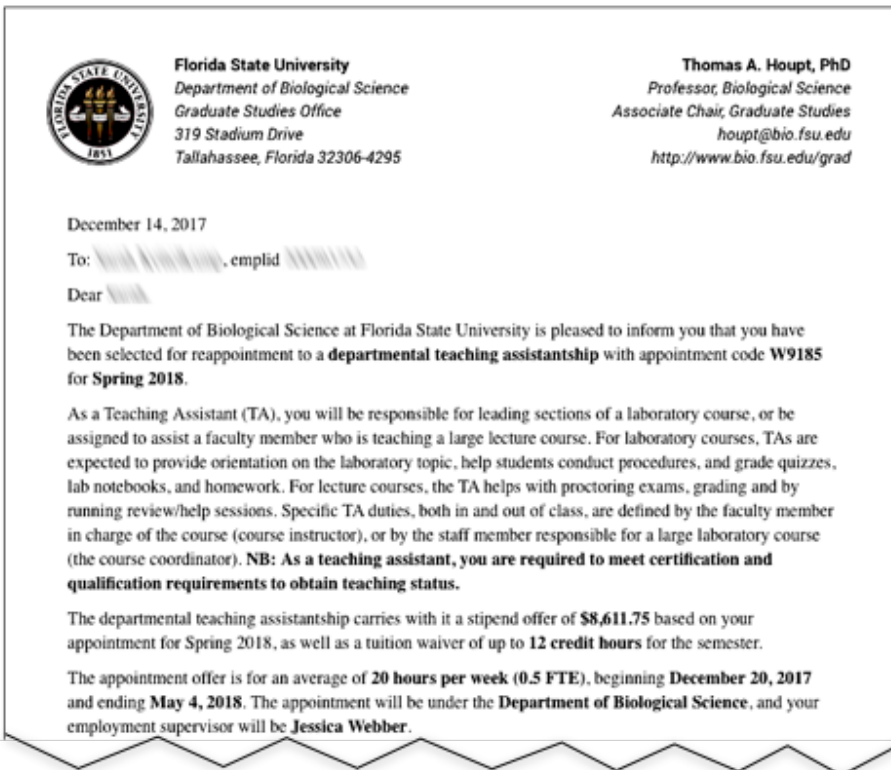 Florida State University
Department of Biological Science
Graduate Studies Office
319 Stadium Drive
Tallahassee, Florida 32306-4295
Thomas A. Houpt, PhD
Professor, Biological Science
Associate Chair, Graduate Studies
houpt@bio.fsu.edu
http://www.bio.fsu.edu/grad
FLORIDA STATE UNIVERSITY
1851
December 14, 2017
To: , emplid
Dear
The Department of Biological Science at Florida State University is pleased to inform you that you have
been selected for reappointment to a departmental teaching assistantship with appointment code W9185
for Spring 2018.
As a Teaching Assistant (TA), you will be responsible for leading sections of a laboratory course, or be
assigned to assist a faculty member who is teaching a large lecture course. For laboratory courses, TAs are
expected to provide orientation on the laboratory topic, help students conduct procedures, and grade quizzes,
lab notebooks, and homework. For lecture courses, the TA helps with proctoring exams, grading and by
running review/help sessions. Specific TA duties, both in and out of class, are defined by the faculty member
in charge of the course (course instructor), or by the staff member responsible for a large laboratory course
(the course coordinator). NB: As a teaching assistant, you are required to meet certification and
qualification requirements to obtain teaching status.
The departmental teaching assistantship carries with it a stipend offer of $8,611.75 based on your
appointment for Spring 2018, as well as a tuition waiver of up to 12 credit hours for the semester.
The appointment offer is for an average of 20 hours per week (0.5 FTE), beginning December 20, 2017
and ending May 4, 2018. The appointment will be under the Department of Biological Science, and your
employment supervisor will be Jessica Webber.